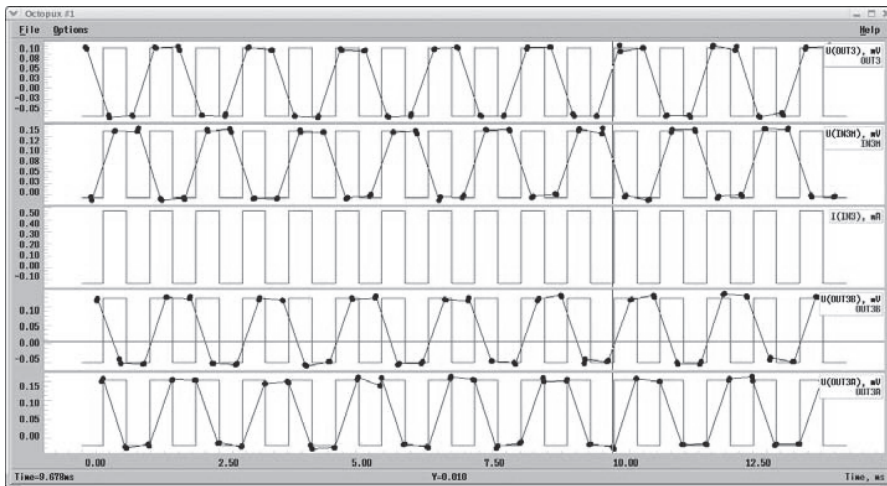 Octopux #1
File Options Help
0.10
0.08
0.05
0.03
0.00
-0.03
-0.05
U(OUT3), mV
OUT3
0.15
0.12
0.10
0.08
0.05
0.03
0.00
U(IN3M), mV
IN3M
0.50
0.40
0.30
0.20
0.10
0.00
-0.10
I(IN3), mA
0.10
0.05
0.00
-0.05
U(OUT3B), mV
OUT3B
0.15
0.10
0.05
0.00
U(OUT3A), mV
OUT3A
0.00 2.50 5.00 7.50 10.00 12.50
Time=9.678ms Y=0.010 Time, ms